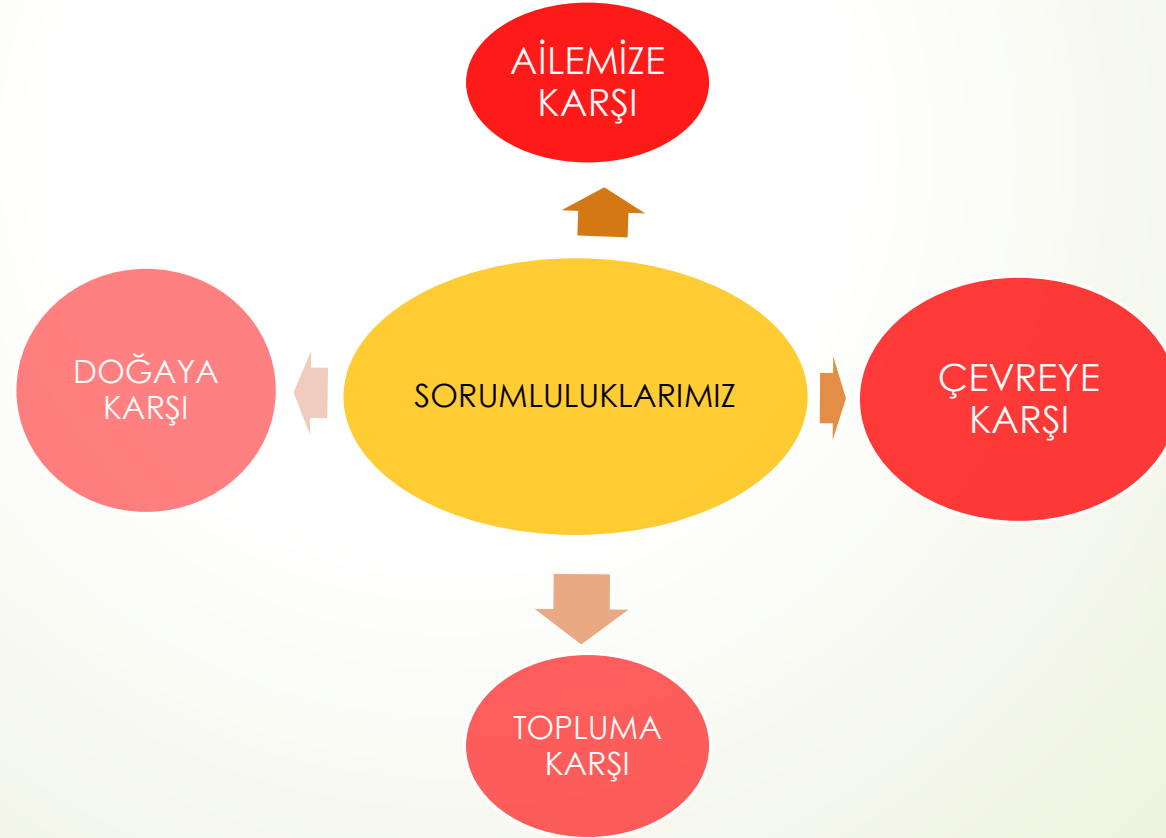 AİLEMİZE
KARŞI
DOĞAYA
KARŞI
SORUMLULUKLARIMIZ
ÇEVREYE
KARŞI
TOPLUMA
KARŞI